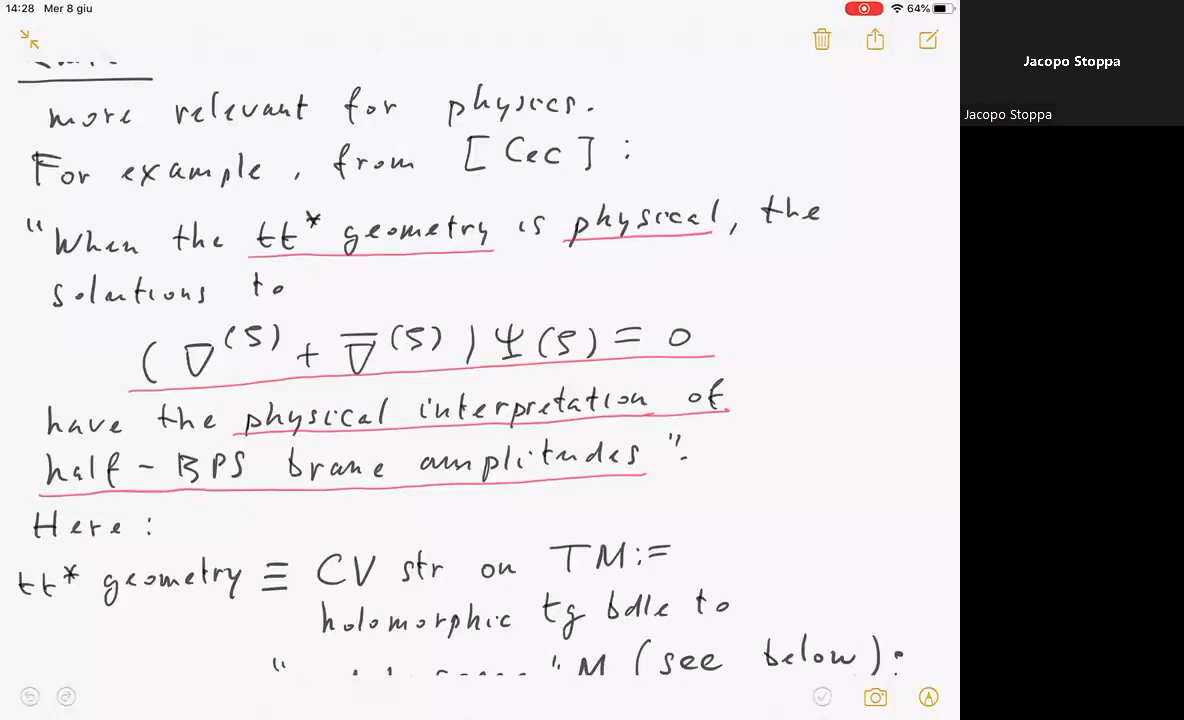 14:28 Mer 8 giu
64%
more relevant for physics.
For example, from [Cec]:
"When the tt* geometry is physical, the
solutions to
(∇^(ζ) + ∇̅^(ζ)) Ψ(ζ) = 0
have the physical interpretation of
half-BPS brane amplitudes".
Here:
tt* geometry ≡ CV str on TM:=
holomorphic tg bdle to
" " M (see below):
Jacopo Stoppa
Jacopo Stoppa